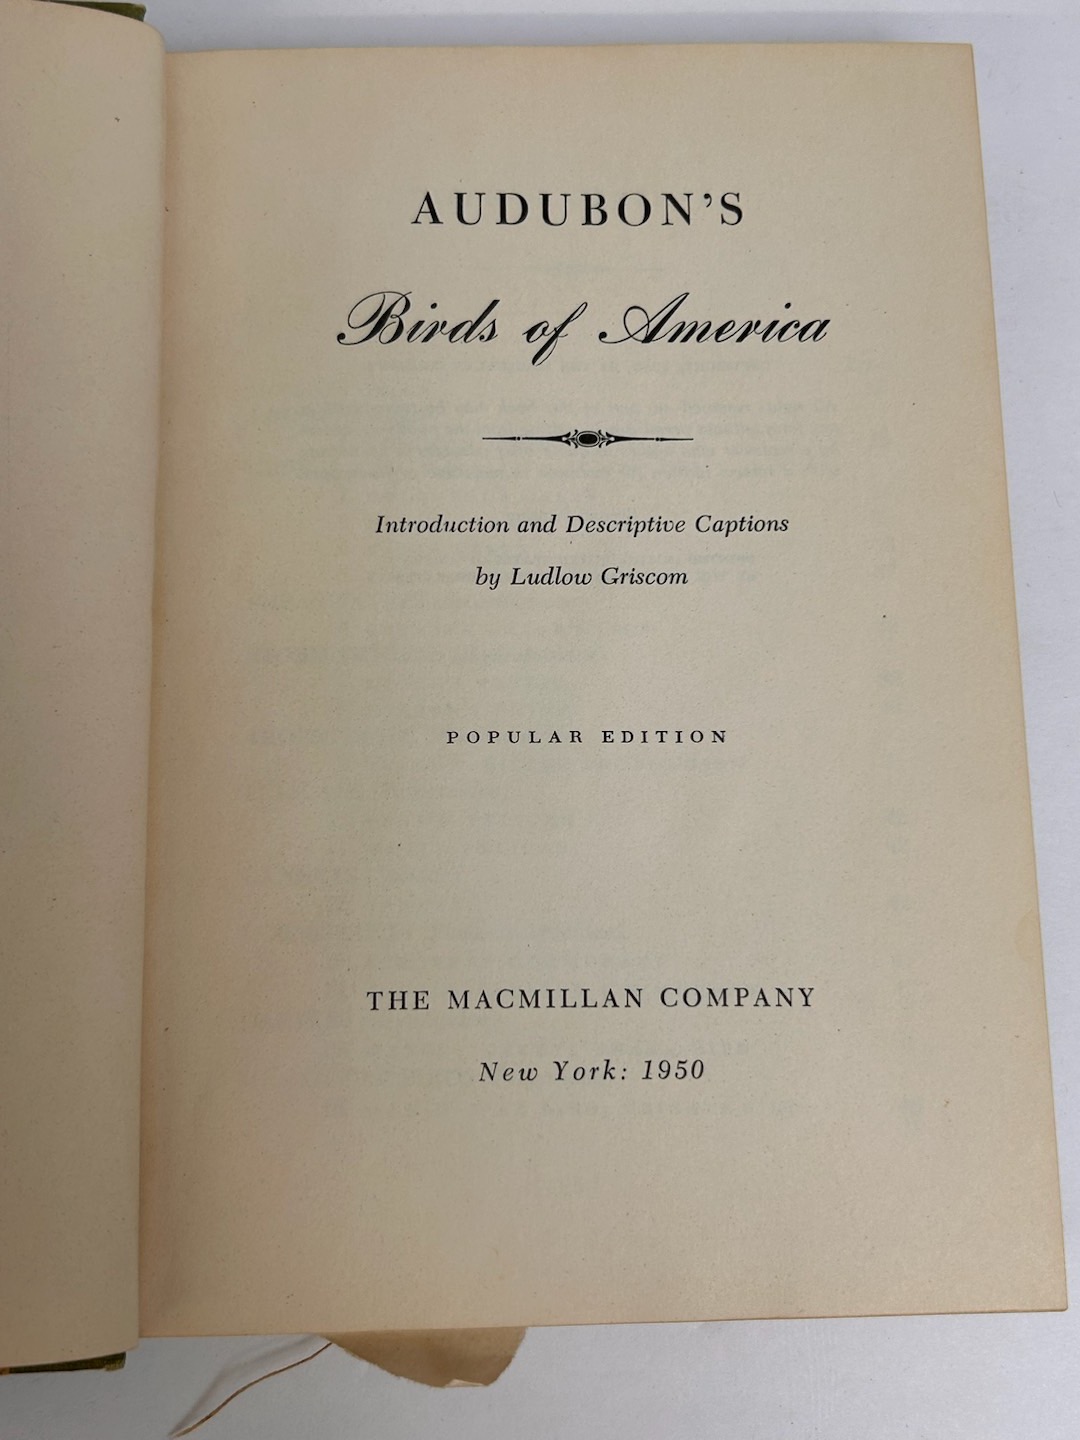 AUDUBON'S
Birds of America
Introduction and Descriptive Captions
by Ludlow Griscom
POPULAR EDITION
THE MACMILLAN COMPANY
New York: 1950